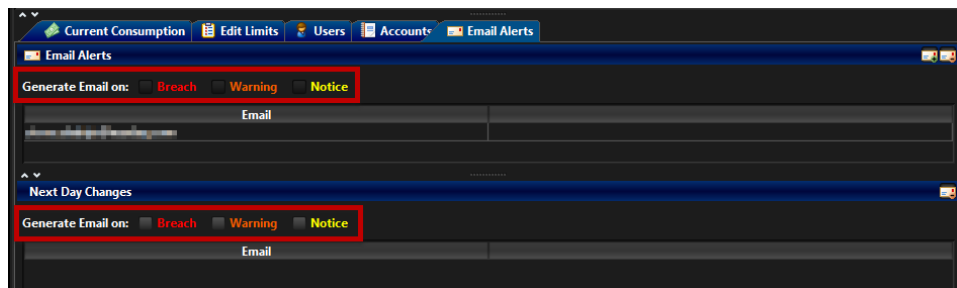 Current Consumption Edit Limits Users Accounts Email Alerts
Email Alerts
Generate Email on: Breach Warning Notice
Email
Next Day Changes
Generate Email on: Breach Warning Notice
Email